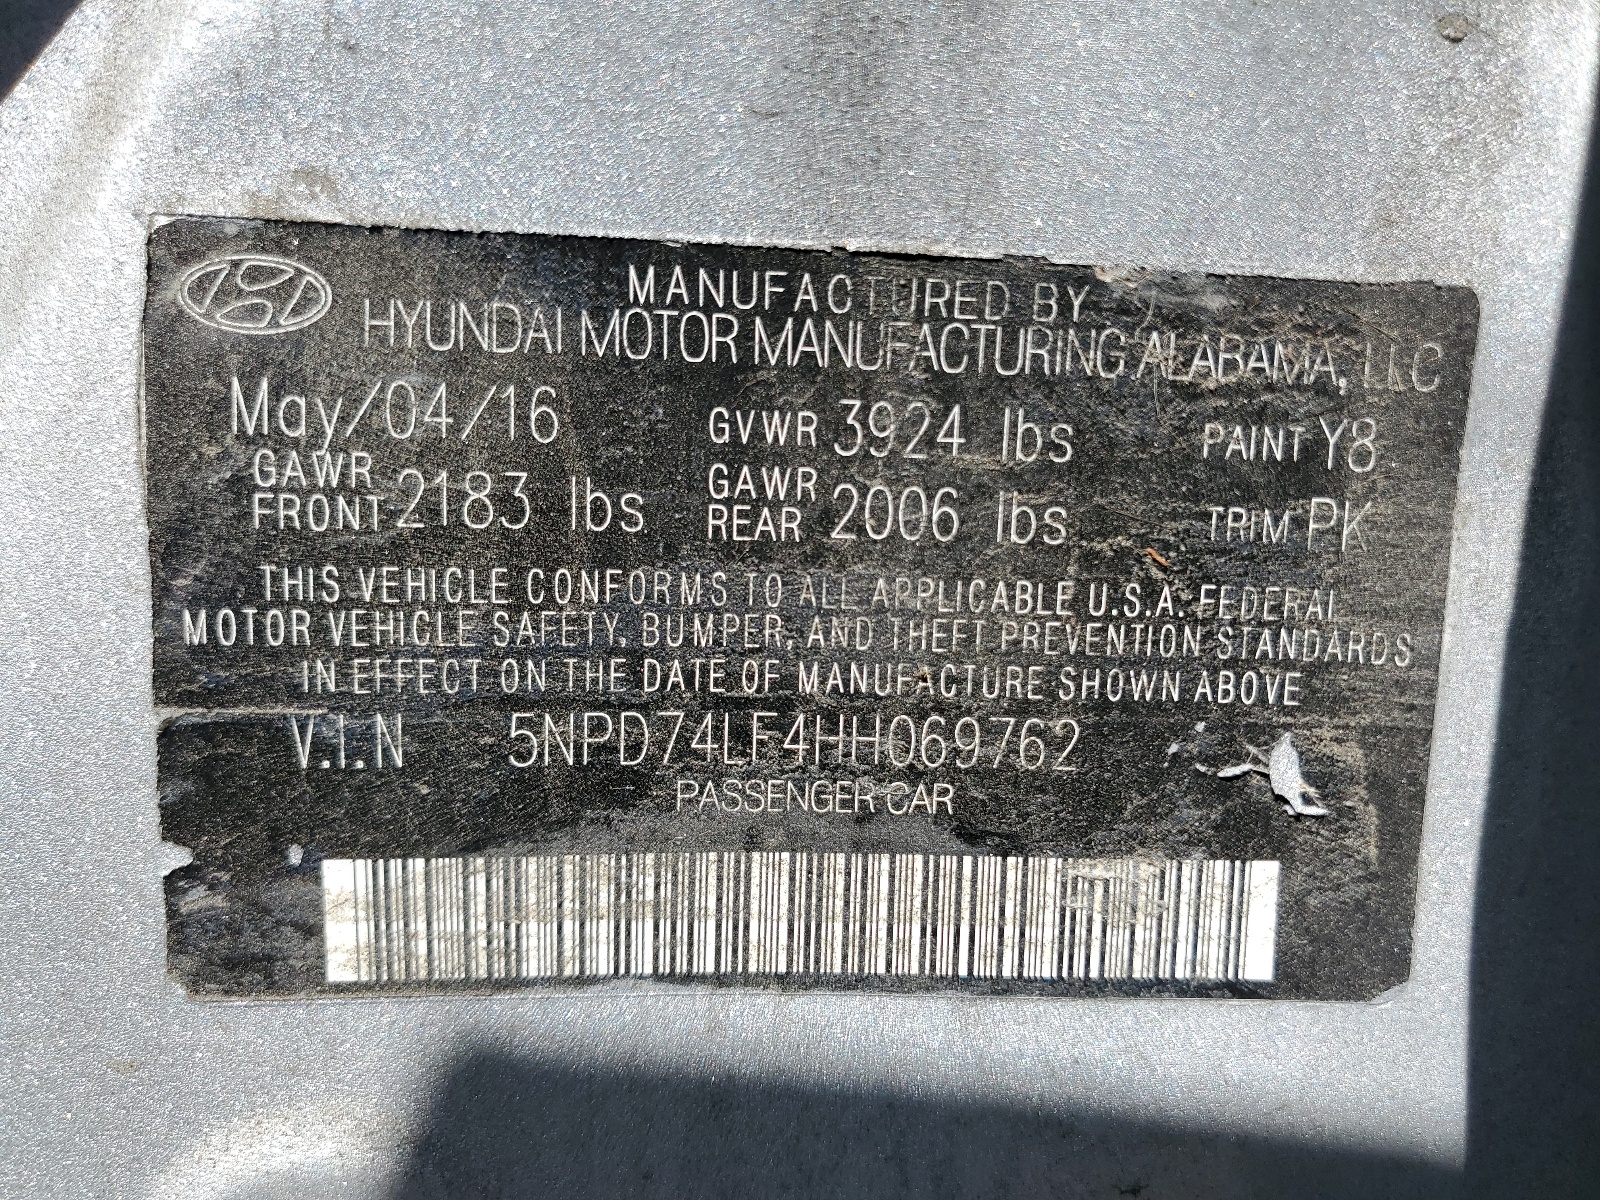 MANUFACTURED BY
HYUNDAI MOTOR MANUFACTURING ALABAMA, LLC
May/04/16 GVWR 3924 lbs PAINT Y8
GAWR FRONT 2183 lbs GAWR REAR 2006 lbs TRIM PK
THIS VEHICLE CONFORMS TO ALL APPLICABLE U.S.A. FEDERAL
MOTOR VEHICLE SAFETY, BUMPER, AND THEFT PREVENTION STANDARDS
IN EFFECT ON THE DATE OF MANUFACTURE SHOWN ABOVE
V.I.N 5NPD74LF4HH069762
PASSENGER CAR